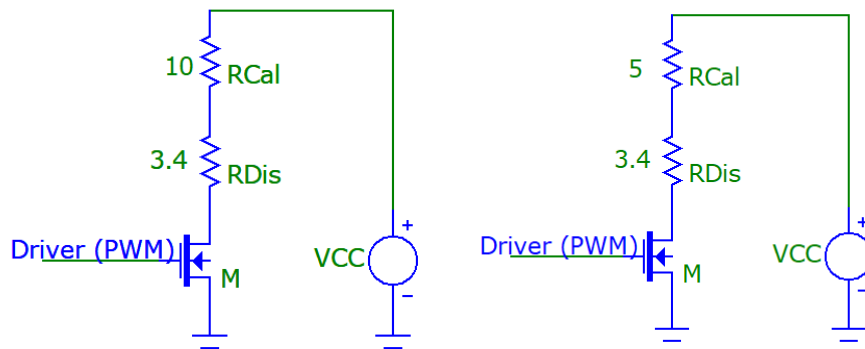 10
RCal
3.4
RDis
Driver (PWM)
M
VCC
+
−
5
RCal
3.4
RDis
Driver (PWM)
M
VCC
+
−